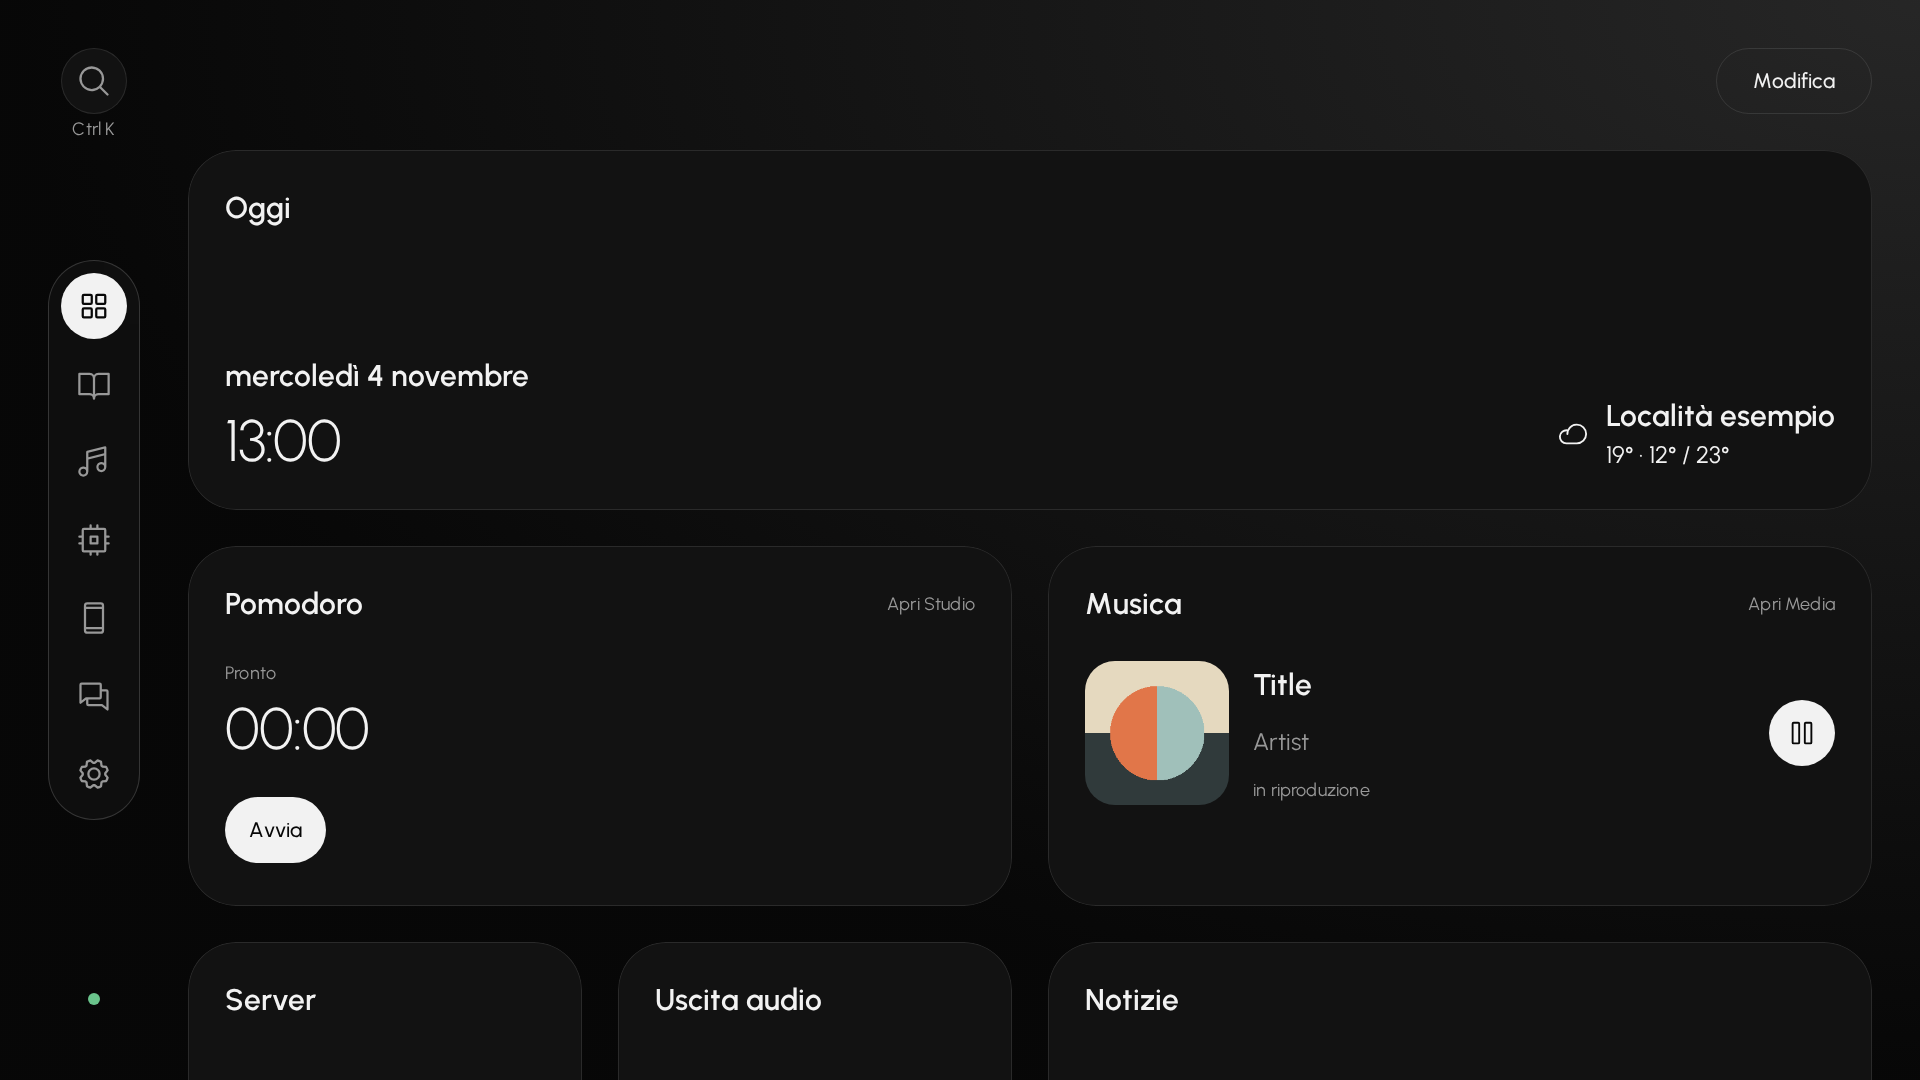 Ctrl K
Modifica
Oggi
mercoledì 4 novembre
13:00
Località esempio
19° · 12° / 23°
Pomodoro
Apri Studio
Pronto
00:00
Avvia
Musica
Apri Media
Title
Artist
in riproduzione
Server
Uscita audio
Notizie